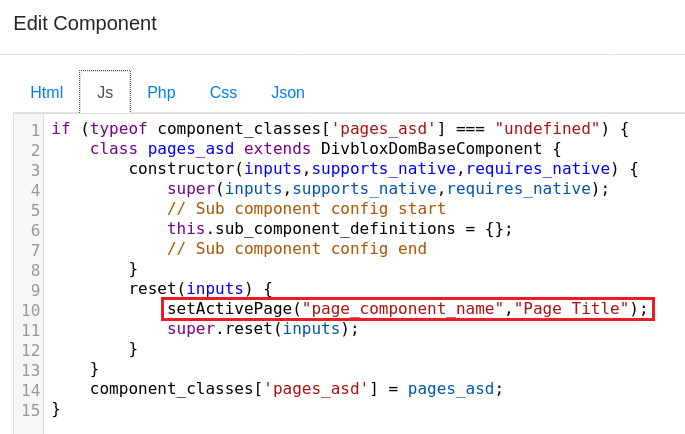 Edit Component
Html Js Php Css Json
1 if (typeof component_classes['pages_asd'] === "undefined") {
2 class pages_asd extends DivbloxDomBaseComponent {
3 constructor(inputs,supports_native,requires_native) {
4 super(inputs,supports_native,requires_native);
5 // Sub component config start
6 this.sub_component_definitions = {};
7 // Sub component config end
8 }
9 reset(inputs) {
10 setActivePage("page_component_name","Page Title");
11 super.reset(inputs);
12 }
13 }
14 component_classes['pages_asd'] = pages_asd;
15 }